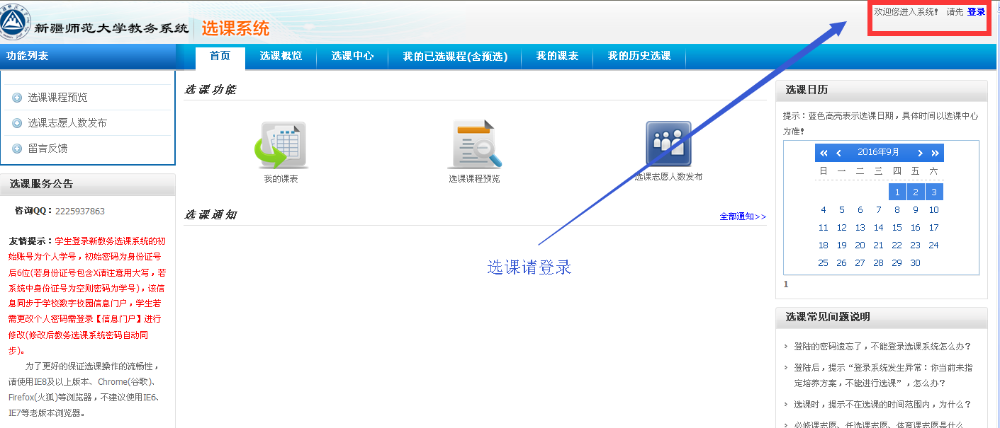 新疆师范大学教务系统 选课系统
欢迎您进入系统! 请先 登录
功能列表
首页 选课概览 选课中心 我的已选课程(含预选) 我的课表 我的历史选课
选课课程预览
选课志愿人数发布
留言反馈
选课服务公告
咨询QQ：2225937863
友情提示：学生登录新教务选课系统的初
始账号为个人学号，初始密码为身份证号
后6位(若身份证号包含X请注意用大写，若
系统中身份证号为空则密码为学号)，该信
息同步于学校数字校园信息门户，学生若
需更改个人密码需登录【信息门户】进行
修改(修改后教务选课系统密码自动同
步)。
为了更好的保证选课操作的流畅性，
请使用IE8及以上版本、Chrome(谷歌)、
Firefox(火狐)等浏览器，不建议使用IE6、
IE7等老版本浏览器。
选课功能
我的课表
选课课程预览
选课志愿人数发布
选课通知
全部通知>>
选课请登录
选课日历
提示：蓝色高亮表示选课日期，具体时间以选课中心
为准!
2016年9月
日 一 二 三 四 五 六
1 2 3
4 5 6 7 8 9 10
11 12 13 14 15 16 17
18 19 20 21 22 23 24
25 26 27 28 29 30
1
选课常见问题说明
登陆的密码遗忘了，不能登录选课系统怎么办?
登陆后，提示“登录系统发生异常：你当前未指
定培养方案，不能进行选课”，怎么办?
选课时，提示不在选课的时间范围内，为什么?
必修课志愿、任选课志愿、体育课志愿是什么